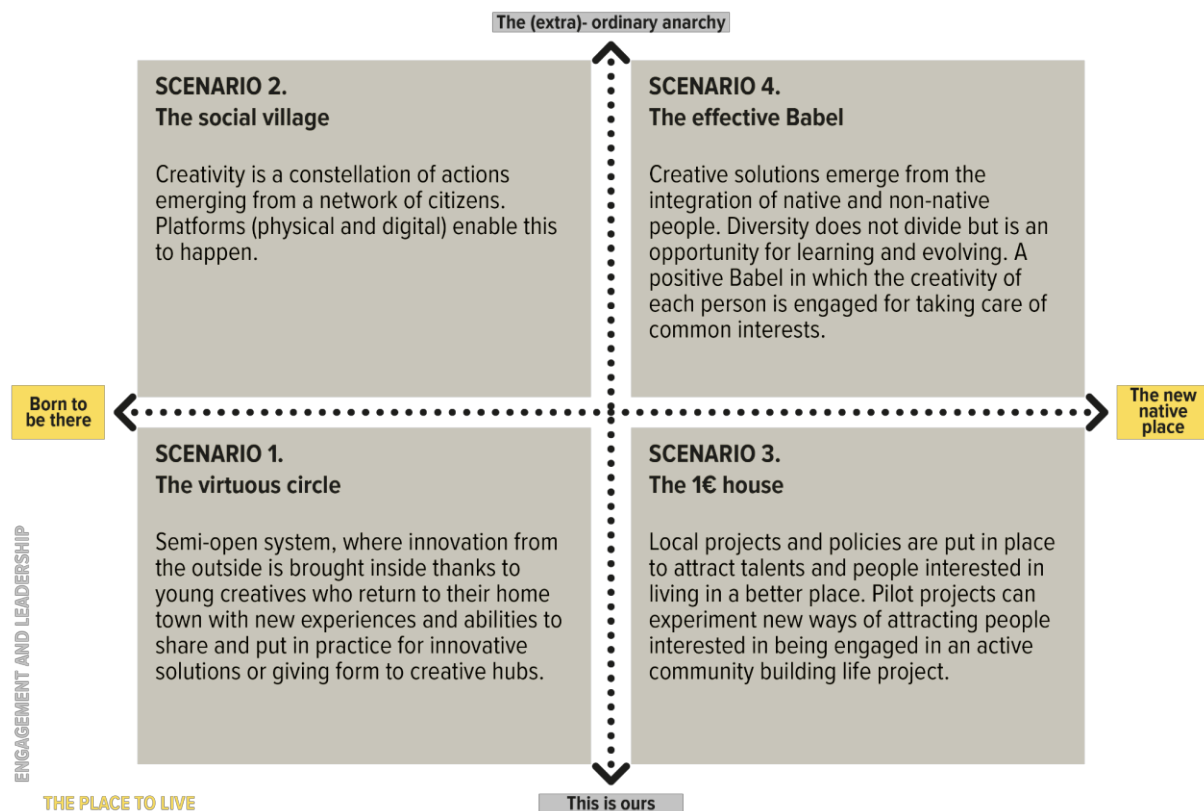 The (extra)- ordinary anarchy
SCENARIO 2.
The social village
Creativity is a constellation of actions
emerging from a network of citizens.
Platforms (physical and digital) enable this
to happen.
SCENARIO 4.
The effective Babel
Creative solutions emerge from the
integration of native and non-native
people. Diversity does not divide but is an
opportunity for learning and evolving. A
positive Babel in which the creativity of
each person is engaged for taking care of
common interests.
Born to
be there
The new
native
place
SCENARIO 1.
The virtuous circle
Semi-open system, where innovation from
the outside is brought inside thanks to
young creatives who return to their home
town with new experiences and abilities to
share and put in practice for innovative
solutions or giving form to creative hubs.
SCENARIO 3.
The 1€ house
Local projects and policies are put in place
to attract talents and people interested in
living in a better place. Pilot projects can
experiment new ways of attracting people
interested in being engaged in an active
community building life project.
ENGAGEMENT AND LEADERSHIP
THE PLACE TO LIVE
This is ours